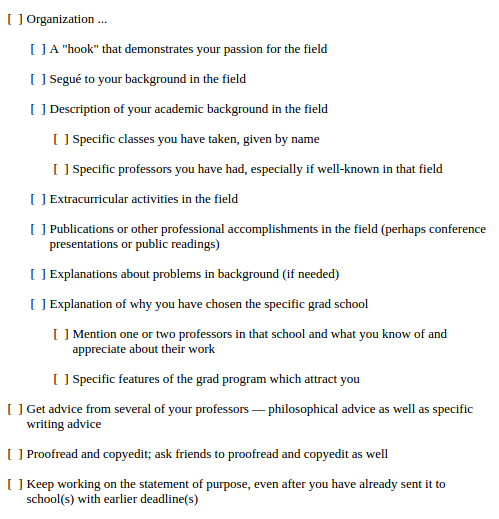 [ ] Organization ...
[ ] A "hook" that demonstrates your passion for the field
[ ] Segué to your background in the field
[ ] Description of your academic background in the field
[ ] Specific classes you have taken, given by name
[ ] Specific professors you have had, especially if well-known in that field
[ ] Extracurricular activities in the field
[ ] Publications or other professional accomplishments in the field (perhaps conference
presentations or public readings)
[ ] Explanations about problems in background (if needed)
[ ] Explanation of why you have chosen the specific grad school
[ ] Mention one or two professors in that school and what you know of and
appreciate about their work
[ ] Specific features of the grad program which attract you
[ ] Get advice from several of your professors — philosophical advice as well as specific
writing advice
[ ] Proofread and copyedit; ask friends to proofread and copyedit as well
[ ] Keep working on the statement of purpose, even after you have already sent it to
school(s) with earlier deadline(s)